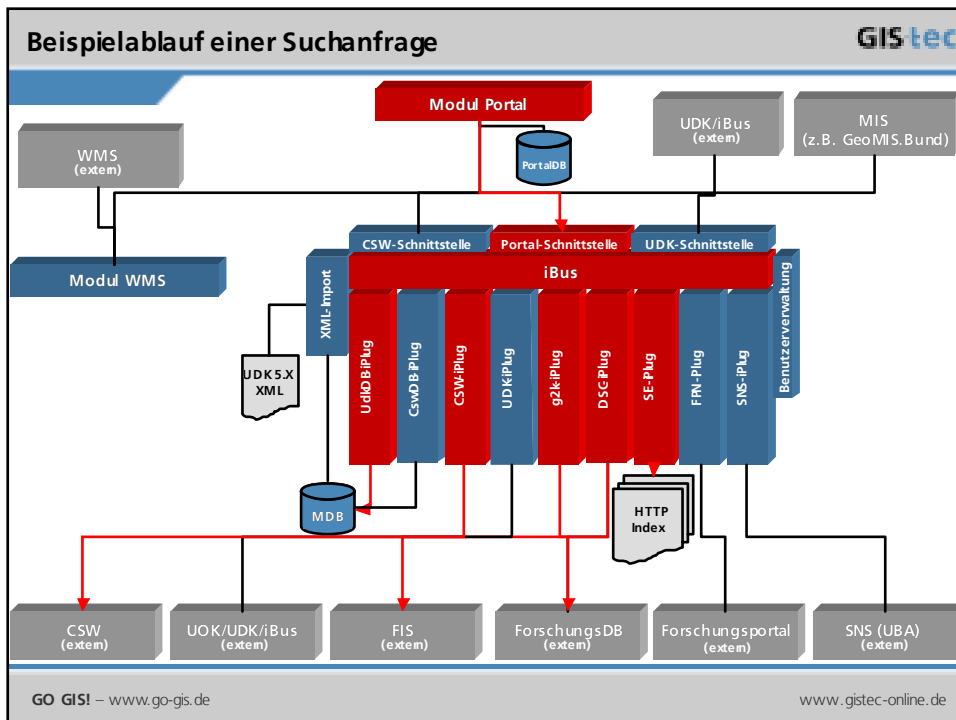 Beispielablauf einer Suchanfrage
GIStec
Modul Portal
PortalDB
WMS
(extern)
UDK/iBus
(extern)
MIS
(z.B. GeoMIS.Bund)
CSW-Schnittstelle
Portal-Schnittstelle
UDK-Schnittstelle
iBus
Modul WMS
XML-Import
UDK 5.X
XML
UdkDB-iPlug
CswDB-iPlug
CSW-iPlug
UDK-iPlug
g2k-iPlug
DSC-iPlug
SE-iPlug
FPN-iPlug
SNS-iPlug
Benutzerverwaltung
MDB
HTTP
Index
CSW
(extern)
UOK/UDK/iBus
(extern)
FIS
(extern)
ForschungsDB
(extern)
Forschungsportal
(extern)
SNS (UBA)
(extern)
GO GIS! – www.go-gis.de
www.gistec-online.de